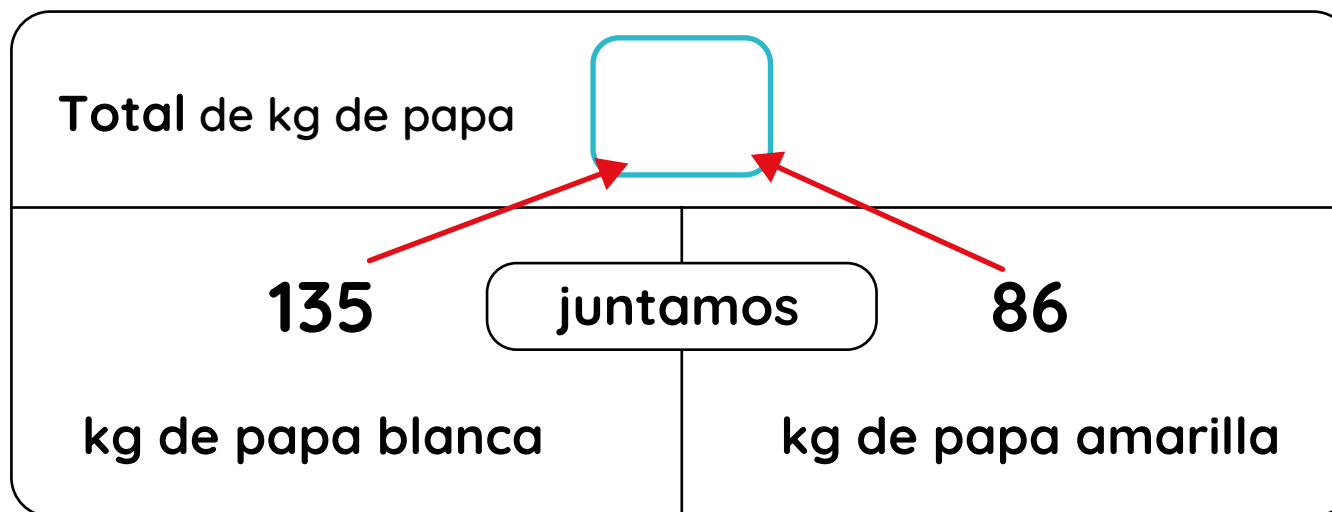 Total de kg de papa
135
juntamos
86
kg de papa blanca
kg de papa amarilla